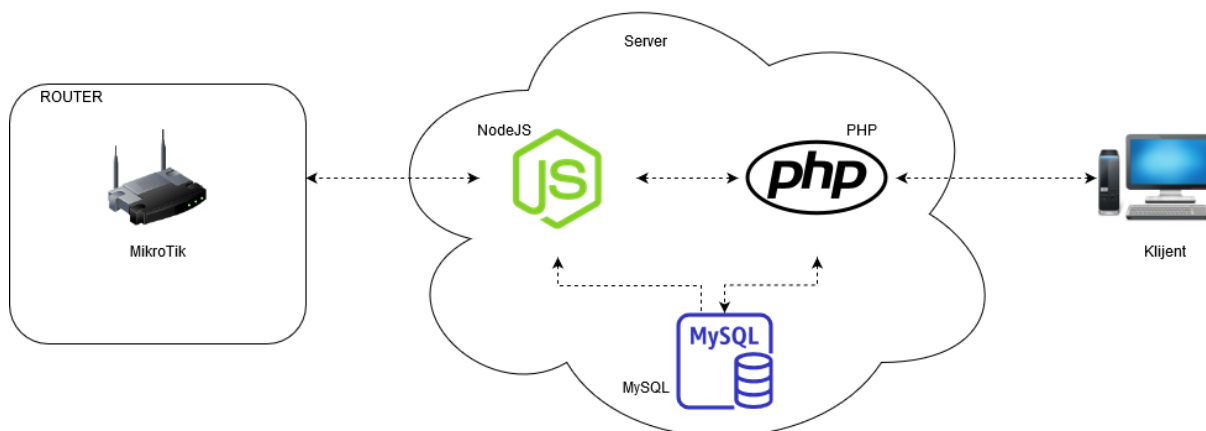 Server
ROUTER
NodeJS
PHP
JS
php
MikroTik
Klijent
MySQL
MySQL